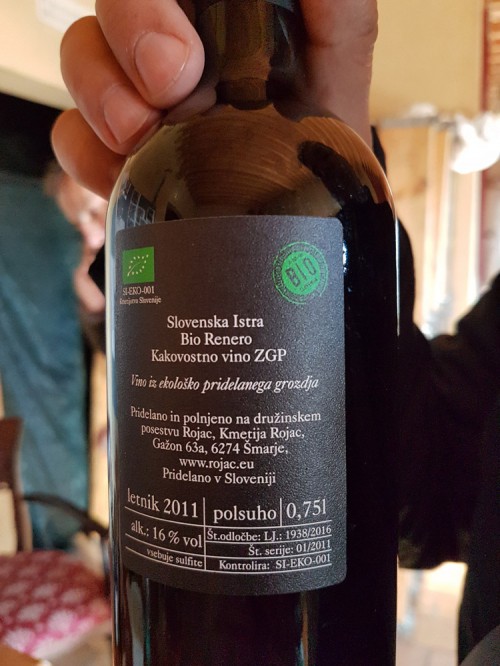 SI-EKO-001
Kmetijstvo Slovenije
BIO
Slovenska Istra
Bio Renero
Kakovostno vino ZGP
Vino iz ekološko pridelanega grozdja
Pridelano in polnjeno na družinskem
posestvu Rojac, Kmetija Rojac,
Gažon 63a, 6274 Šmarje,
www.rojac.eu
Pridelano v Sloveniji
letnik 2011 polsuho 0,75l
alk.: 16 % vol
vsebuje sulfite
Št.odločbe: LJ.: 1938/2016
Št. serije: 01/2011
Kontrolira: SI-EKO-001